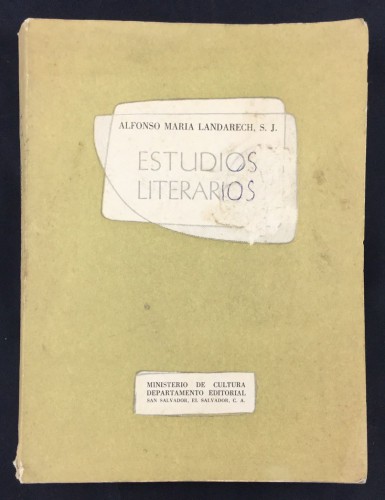 ALFONSO MARIA LANDARECH, S. J.
ESTUDIOS
LITERARIOS
MINISTERIO DE CULTURA
DEPARTAMENTO EDITORIAL
SAN SALVADOR, EL SALVADOR, C. A.